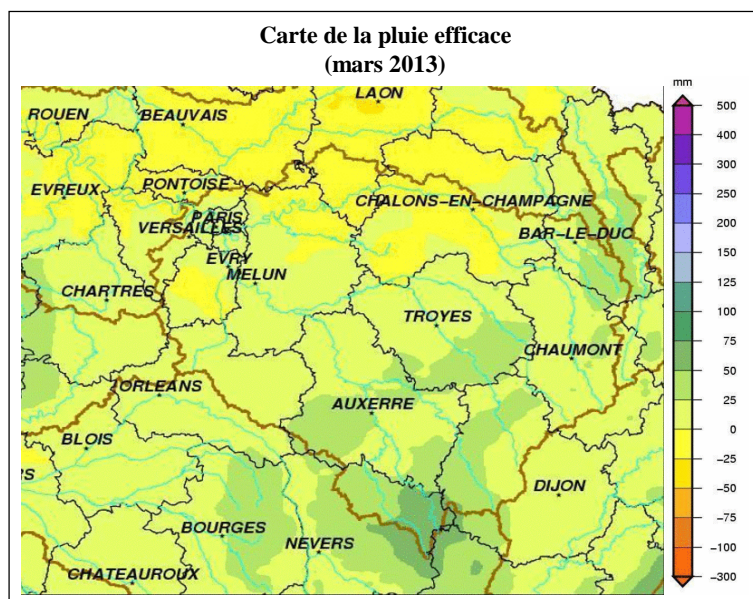 Carte de la pluie efficace
(mars 2013)
mm
LAON
ROUEN
BEAUVAIS
500
400
300
200
150
125
100
75
50
25
0
-25
-50
-75
-100
-300
EVREUX
PONTOISE
PARIS
VERSAILLES
CHALONS-EN-CHAMPAGNE
BAR-LE-DUC
EVRY
MELUN
CHARTRES
TROYES
CHAUMONT
ORLEANS
AUXERRE
BLOIS
RS
DIJON
BOURGES
NEVERS
CHATEAUROUX